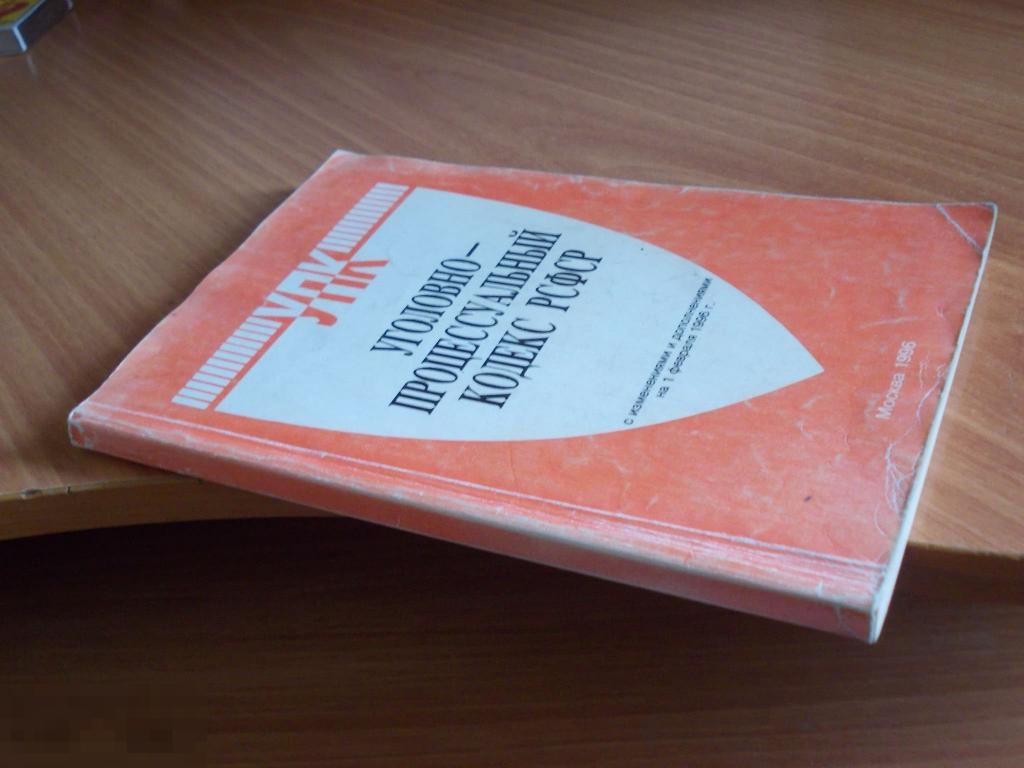 УПК
УГОЛОВНО-
ПРОЦЕССУАЛЬНЫЙ
КОДЕКС РСФСР
с изменениями и дополнениями
на 1 февраля 1996 г.
Москва 1996